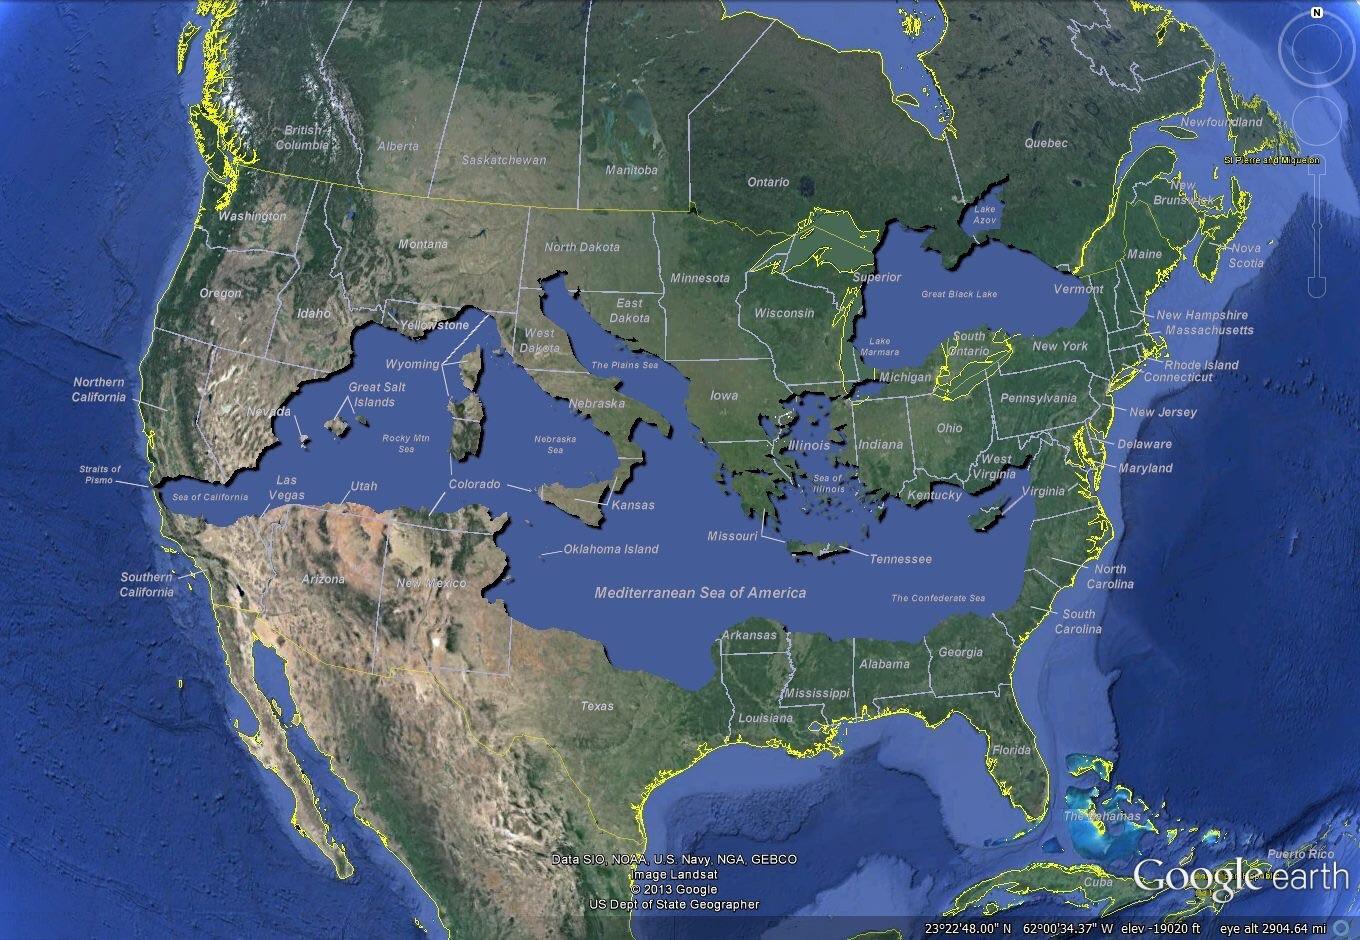 N
Newfoundland
St Pierre and Miquelon
British
Columbia
Alberta
Saskatchewan
Manitoba
Ontario
Quebec
New
Brunswick
Nova
Scotia
Washington
Montana
North Dakota
Minnesota
Lake
Azov
Maine
Oregon
Idaho
Yellowstone
East
Dakota
Wisconsin
Superior
Great Black Lake
Vermont
New Hampshire
Massachusetts
West
Dakota
Lake
Marmara
South
Ontario
New York
Rhode Island
Connecticut
Northern
California
Wyoming
Great Salt
Islands
The Plains Sea
Michigan
Nevada
Nebraska
Iowa
Pennsylvania
New Jersey
Rocky Mtn
Sea
Nebraska
Sea
Illinois
Indiana
Ohio
Delaware
Maryland
Straits of
Pismo
Sea of California
Las
Vegas
Utah
Colorado
Kansas
Sea of
Illinois
West
Virginia
Kentucky
Virginia
Missouri
Oklahoma Island
Tennessee
Southern
California
Arizona
New Mexico
Mediterranean Sea of America
The Confederate Sea
North
Carolina
South
Carolina
Arkansas
Texas
Mississippi
Alabama
Georgia
Louisiana
Florida
The Bahamas
Cuba
Puerto Rico
Data SIO, NOAA, U.S. Navy, NGA, GEBCO
Image Landsat
© 2013 Google
US Dept of State Geographer
Google earth
23°22'48.00" N 62°00'34.37" W elev -19020 ft eye alt 2904.64 mi